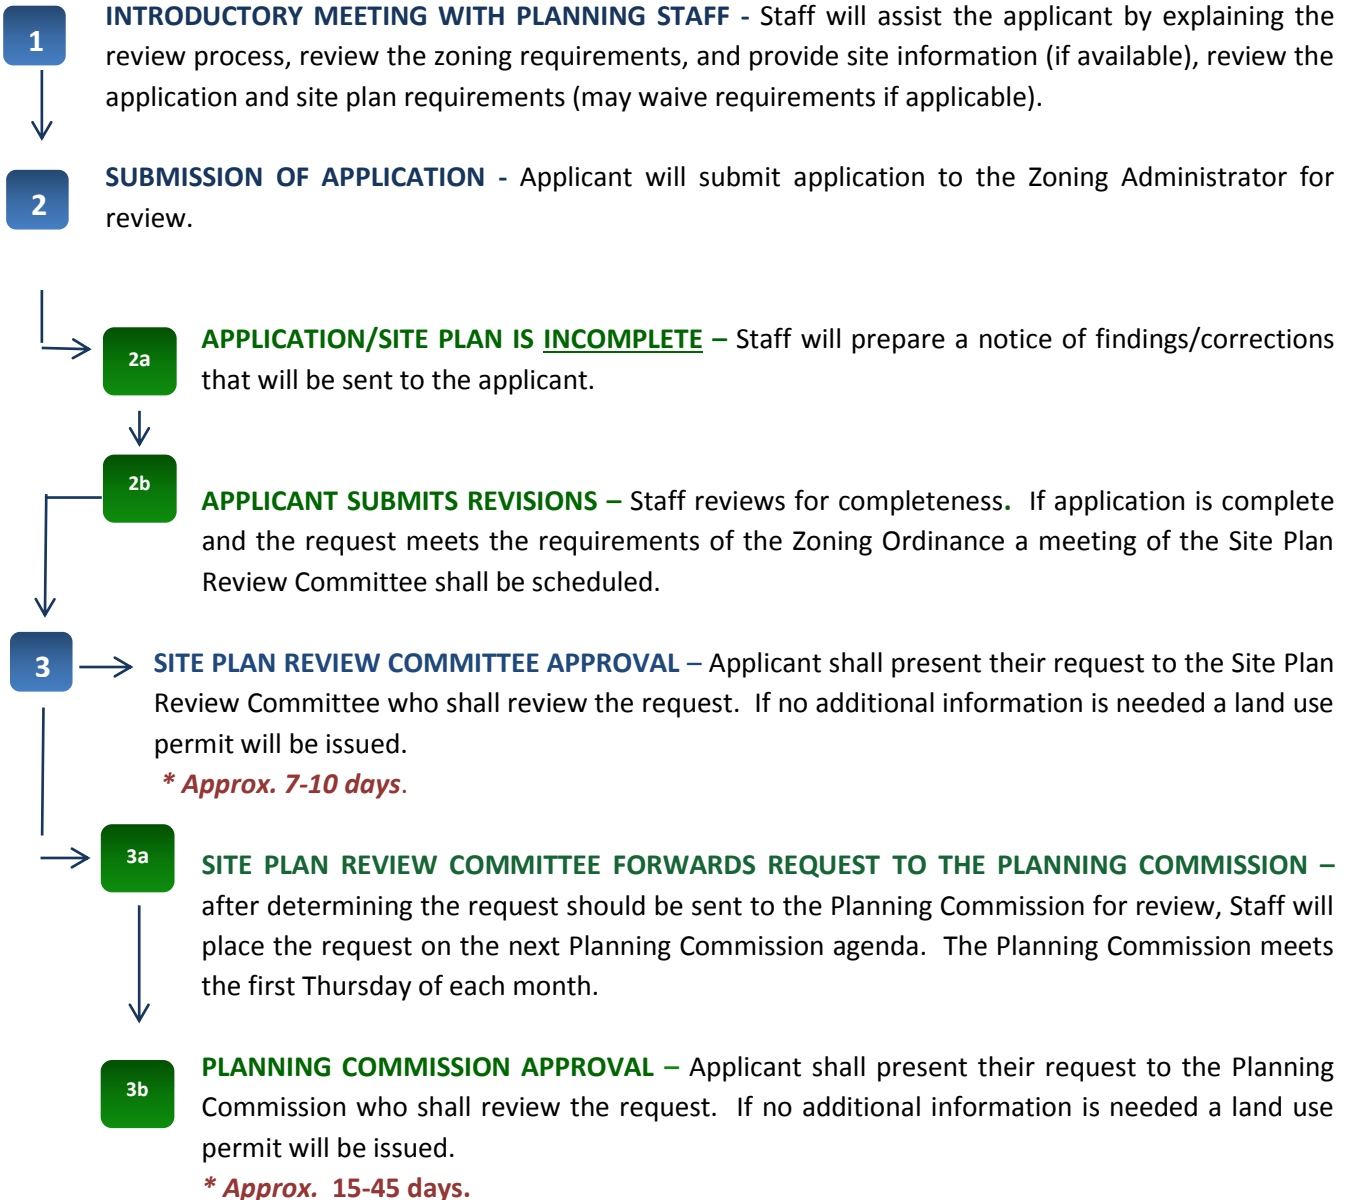 1
INTRODUCTORY MEETING WITH PLANNING STAFF - Staff will assist the applicant by explaining the
review process, review the zoning requirements, and provide site information (if available), review the
application and site plan requirements (may waive requirements if applicable).
2
SUBMISSION OF APPLICATION - Applicant will submit application to the Zoning Administrator for
review.
2a
APPLICATION/SITE PLAN IS INCOMPLETE – Staff will prepare a notice of findings/corrections
that will be sent to the applicant.
2b
APPLICANT SUBMITS REVISIONS – Staff reviews for completeness. If application is complete
and the request meets the requirements of the Zoning Ordinance a meeting of the Site Plan
Review Committee shall be scheduled.
3
SITE PLAN REVIEW COMMITTEE APPROVAL – Applicant shall present their request to the Site Plan
Review Committee who shall review the request. If no additional information is needed a land use
permit will be issued.
* Approx. 7-10 days.
3a
SITE PLAN REVIEW COMMITTEE FORWARDS REQUEST TO THE PLANNING COMMISSION –
after determining the request should be sent to the Planning Commission for review, Staff will
place the request on the next Planning Commission agenda. The Planning Commission meets
the first Thursday of each month.
3b
PLANNING COMMISSION APPROVAL – Applicant shall present their request to the Planning
Commission who shall review the request. If no additional information is needed a land use
permit will be issued.
* Approx. 15-45 days.